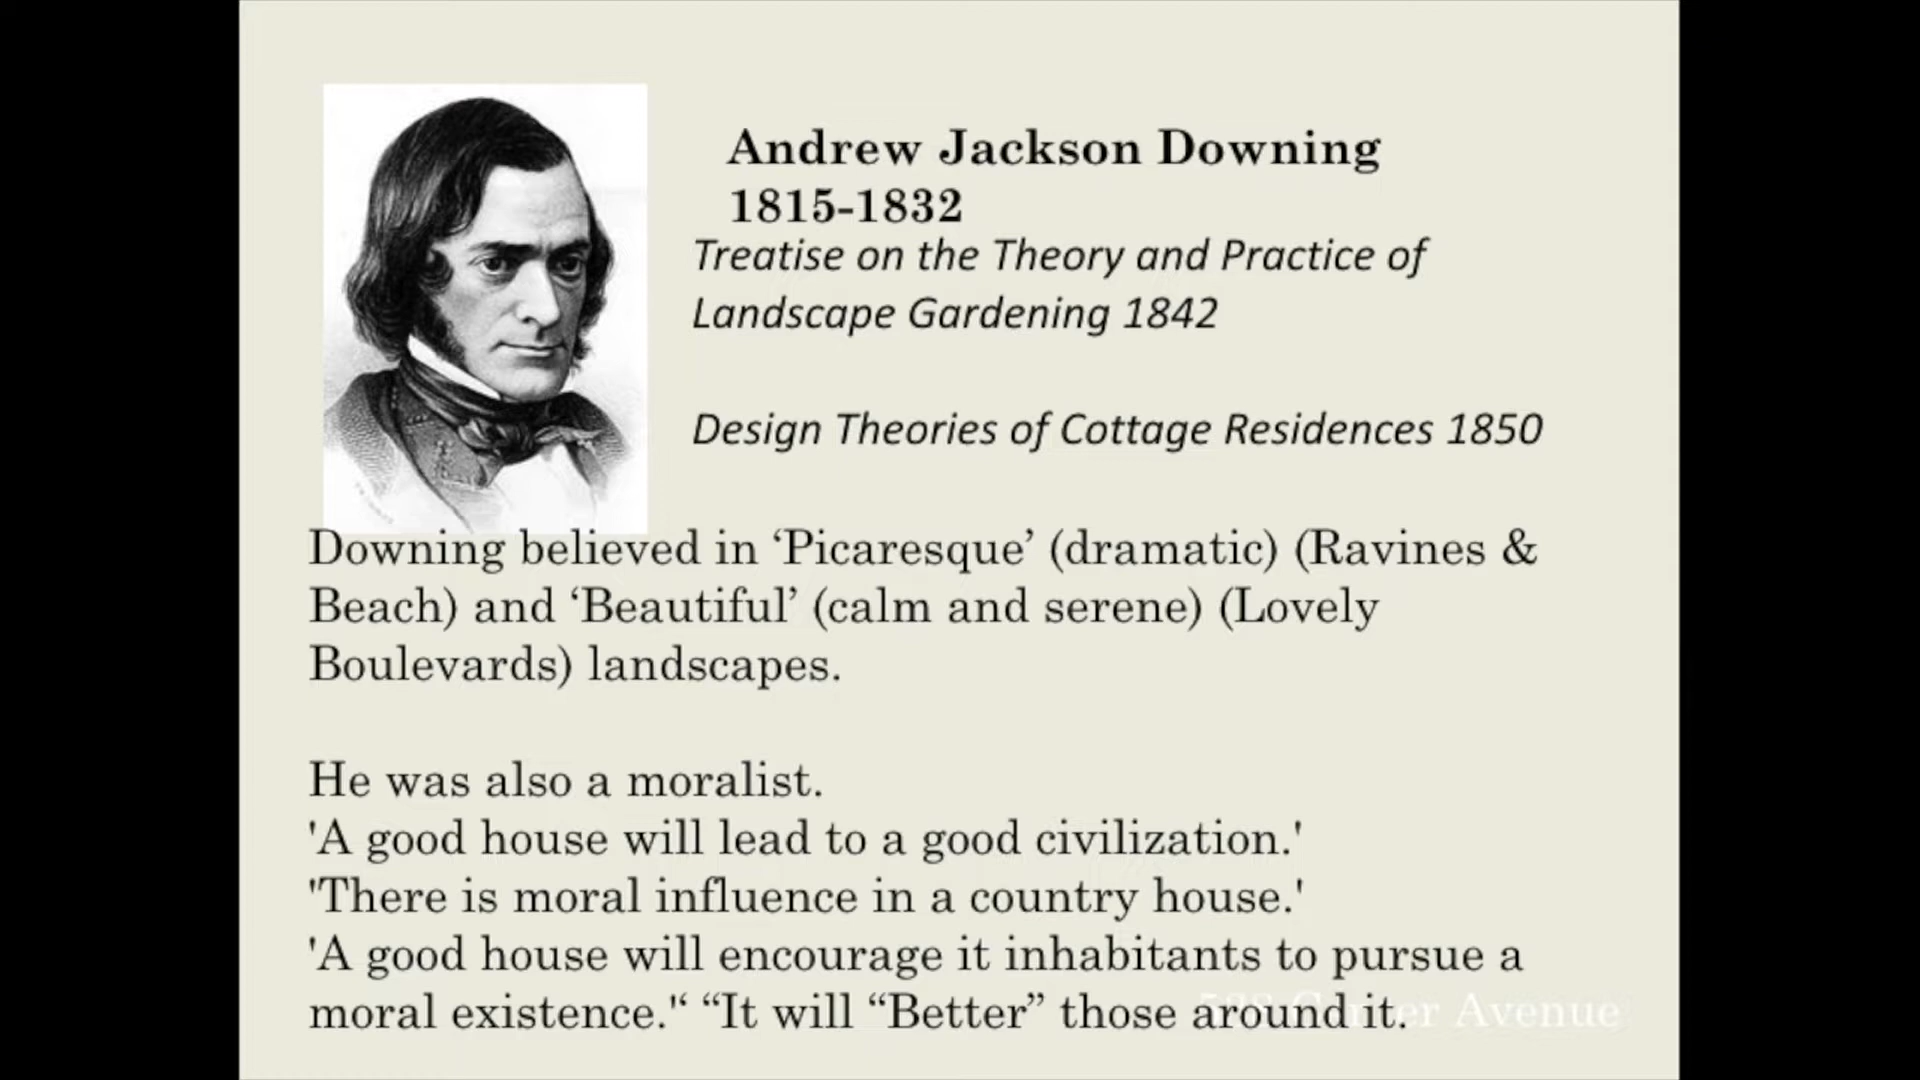 Andrew Jackson Downing
1815-1832
Treatise on the Theory and Practice of
Landscape Gardening 1842
Design Theories of Cottage Residences 1850
Downing believed in ‘Picaresque’ (dramatic) (Ravines &
Beach) and ‘Beautiful’ (calm and serene) (Lovely
Boulevards) landscapes.
He was also a moralist.
'A good house will lead to a good civilization.'
'There is moral influence in a country house.'
'A good house will encourage it inhabitants to pursue a
moral existence.'“ “It will “Better” those around it.
Avenue